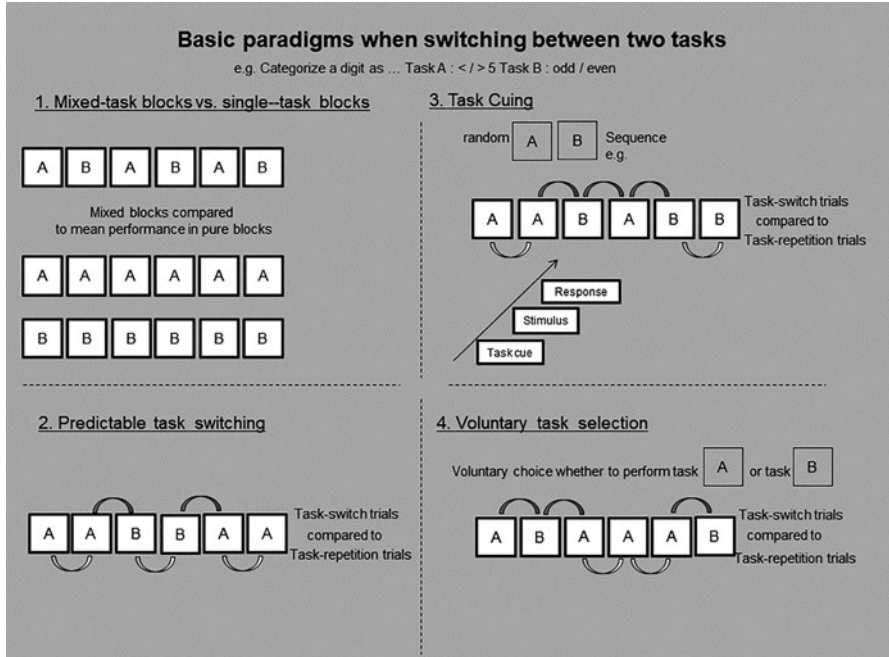 Basic paradigms when switching between two tasks
e.g. Categorize a digit as ... Task A : < / > 5 Task B : odd / even
1. Mixed-task blocks vs. single--task blocks
A B A B A B
Mixed blocks compared
to mean performance in pure blocks
A A A A A A
B B B B B B
2. Predictable task switching
A A B B A A
Task-switch trials
compared to
Task-repetition trials
3. Task Cuing
random A B Sequence
e.g.
A A B A B B
Task-switch trials
compared to
Task-repetition trials
Response
Stimulus
Task cue
4. Voluntary task selection
Voluntary choice whether to perform task A or task B
A B A A A B
Task-switch trials
compared to
Task-repetition trials